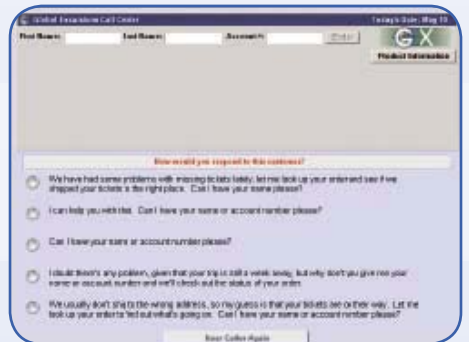 Global Excursions Call Center Today's Date: May 10
First Name: Last Name: Account #: Enter
GX
Product Information
How would you respond to this customer?
We have had some problems with missing tickets lately, let me look up your order and see if we
shipped your tickets to the right place. Can I have your name please?
I can help you with that. Can I have your name or account number please?
Can I have your name or account number please?
I doubt there's any problem, given that your trip is still a week away, but why don't you give me your
name or account number and we'll check out the status of your order.
We usually don't ship to the wrong address, so my guess is that your tickets are on their way. Let me
look up your order to find out what's going on. Can I have your name or account number please?
Hear Caller Again